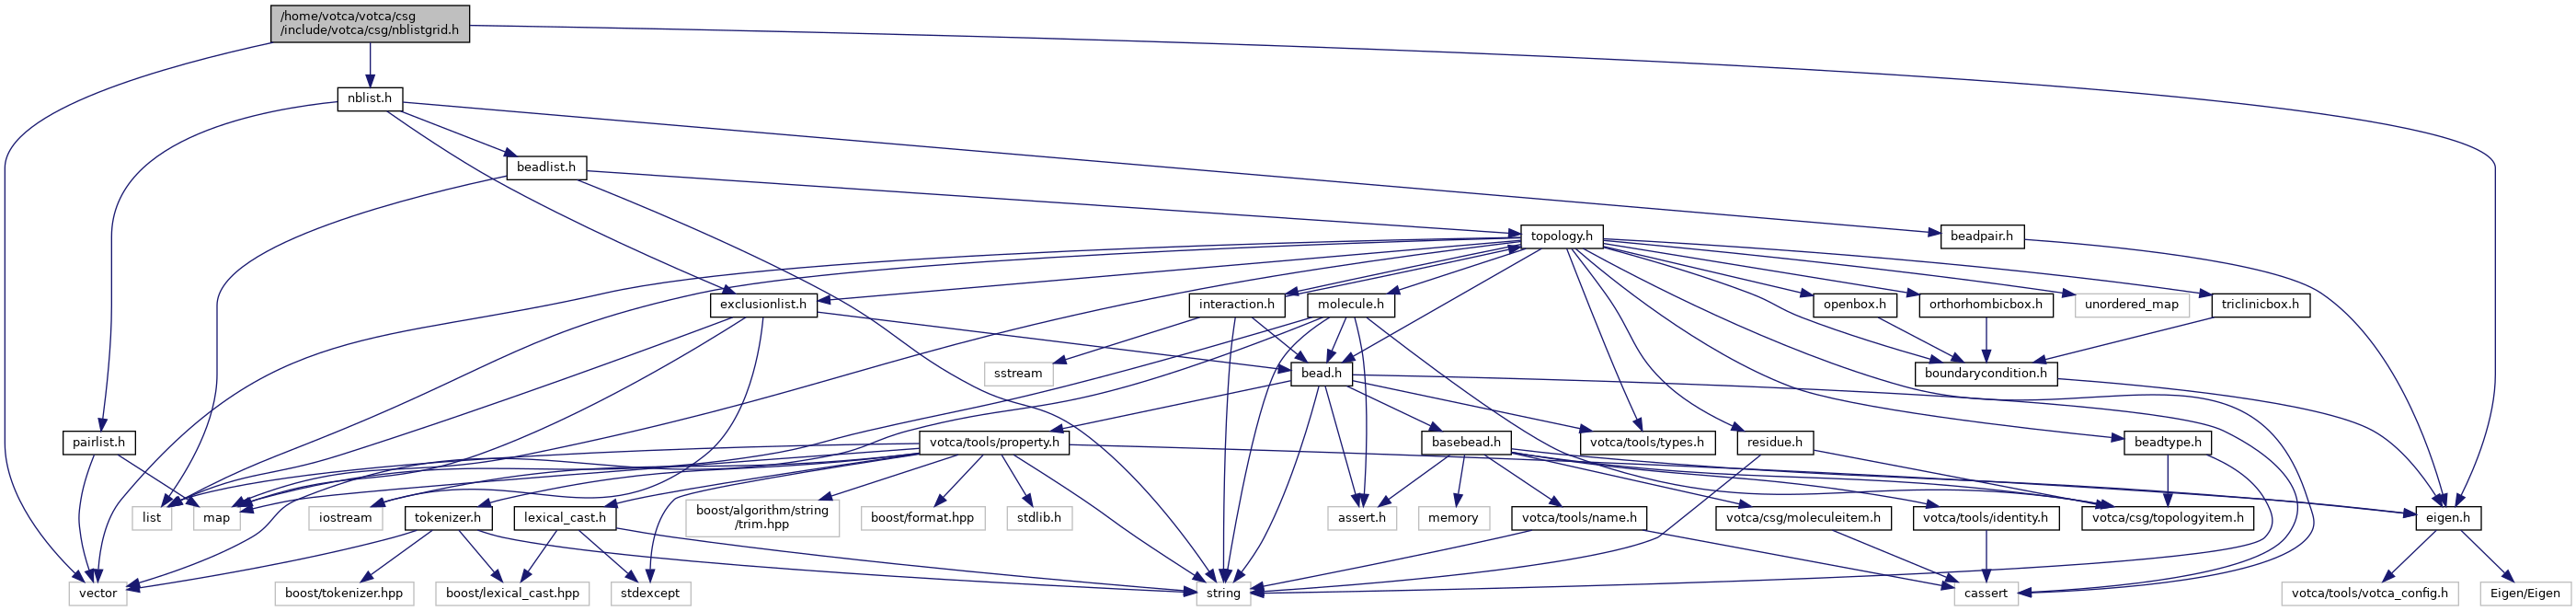 /home/votca/votca/csg
/include/votca/csg/nblistgrid.h
nblist.h
beadlist.h
topology.h
beadpair.h
exclusionlist.h
interaction.h
molecule.h
openbox.h
orthorhombicbox.h
unordered_map
triclinicbox.h
sstream
bead.h
boundarycondition.h
pairlist.h
votca/tools/property.h
basebead.h
votca/tools/types.h
residue.h
beadtype.h
list
map
iostream
tokenizer.h
lexical_cast.h
boost/algorithm/string
/trim.hpp
boost/format.hpp
stdlib.h
assert.h
memory
votca/tools/name.h
votca/csg/moleculeitem.h
votca/tools/identity.h
votca/csg/topologyitem.h
eigen.h
vector
boost/tokenizer.hpp
boost/lexical_cast.hpp
stdexcept
string
cassert
votca/tools/votca_config.h
Eigen/Eigen